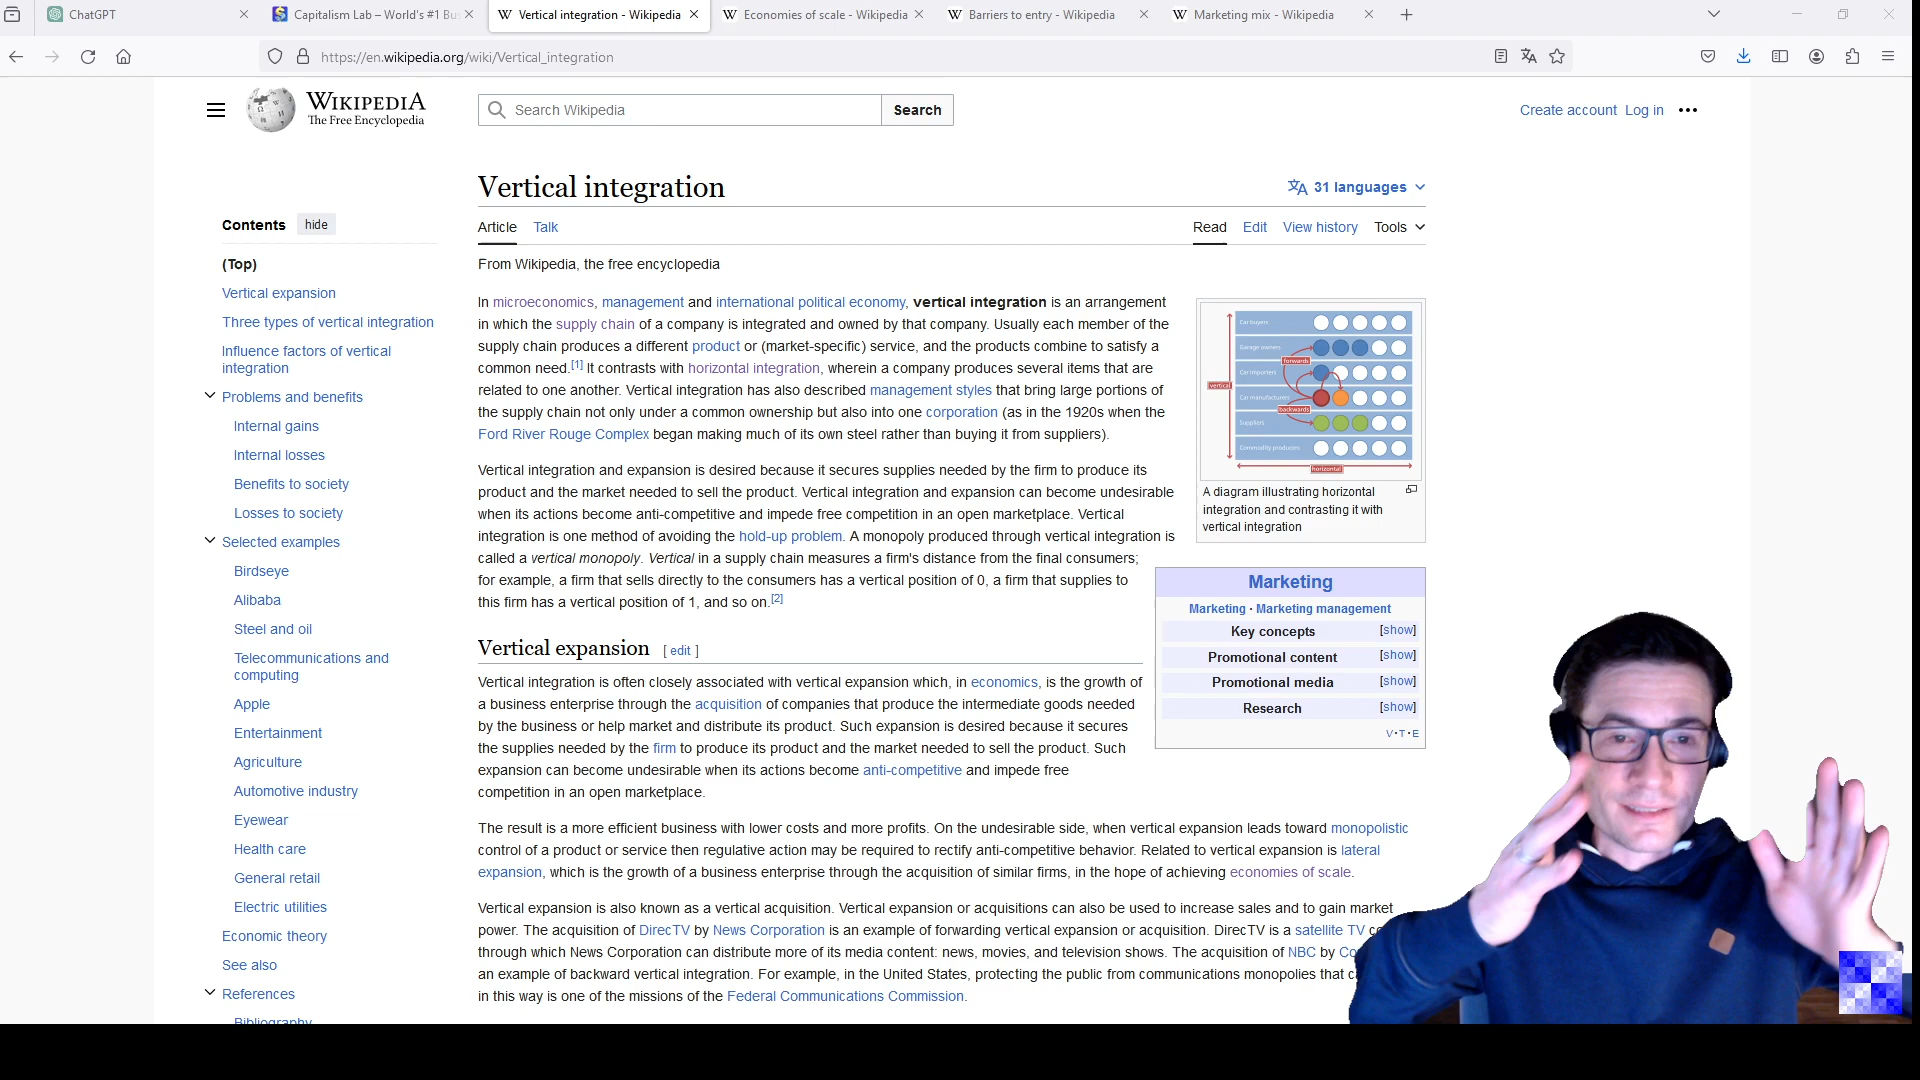 ChatGPT
Capitalism Lab – World's #1 Bus
Vertical integration - Wikipedia
Economies of scale - Wikipedia
Barriers to entry - Wikipedia
Marketing mix - Wikipedia
https://en.wikipedia.org/wiki/Vertical_integration
WIKIPEDIA
The Free Encyclopedia
Search Wikipedia
Search
Create account
Log in
Vertical integration
31 languages
Contents
hide
Article
Talk
Read
Edit
View history
Tools
(Top)
Vertical expansion
Three types of vertical integration
Influence factors of vertical
integration
Problems and benefits
Internal gains
Internal losses
Benefits to society
Losses to society
Selected examples
Birdseye
Alibaba
Steel and oil
Telecommunications and
computing
Apple
Entertainment
Agriculture
Automotive industry
Eyewear
Health care
General retail
Electric utilities
Economic theory
See also
References
Bibliography
From Wikipedia, the free encyclopedia
In microeconomics, management and international political economy, vertical integration is an arrangement
in which the supply chain of a company is integrated and owned by that company. Usually each member of the
supply chain produces a different product or (market-specific) service, and the products combine to satisfy a
common need.[1] It contrasts with horizontal integration, wherein a company produces several items that are
related to one another. Vertical integration has also described management styles that bring large portions of
the supply chain not only under a common ownership but also into one corporation (as in the 1920s when the
Ford River Rouge Complex began making much of its own steel rather than buying it from suppliers).
Vertical integration and expansion is desired because it secures supplies needed by the firm to produce its
product and the market needed to sell the product. Vertical integration and expansion can become undesirable
when its actions become anti-competitive and impede free competition in an open marketplace. Vertical
integration is one method of avoiding the hold-up problem. A monopoly produced through vertical integration is
called a vertical monopoly. Vertical in a supply chain measures a firm's distance from the final consumers;
for example, a firm that sells directly to the consumers has a vertical position of 0, a firm that supplies to
this firm has a vertical position of 1, and so on.[2]
Car buyers
Garage owners
forwards
Car importers
vertical
Car manufacturers
backwards
Suppliers
Commodity producers
horizontal
A diagram illustrating horizontal
integration and contrasting it with
vertical integration
Marketing
Marketing · Marketing management
Key concepts [show]
Promotional content [show]
Promotional media [show]
Research [show]
V·T·E
Vertical expansion [ edit ]
Vertical integration is often closely associated with vertical expansion which, in economics, is the growth of
a business enterprise through the acquisition of companies that produce the intermediate goods needed
by the business or help market and distribute its product. Such expansion is desired because it secures
the supplies needed by the firm to produce its product and the market needed to sell the product. Such
expansion can become undesirable when its actions become anti-competitive and impede free
competition in an open marketplace.
The result is a more efficient business with lower costs and more profits. On the undesirable side, when vertical expansion leads toward monopolistic
control of a product or service then regulative action may be required to rectify anti-competitive behavior. Related to vertical expansion is lateral
expansion, which is the growth of a business enterprise through the acquisition of similar firms, in the hope of achieving economies of scale.
Vertical expansion is also known as a vertical acquisition. Vertical expansion or acquisitions can also be used to increase sales and to gain market
power. The acquisition of DirecTV by News Corporation is an example of forwarding vertical expansion or acquisition. DirecTV is a satellite TV
through which News Corporation can distribute more of its media content: news, movies, and television shows. The acquisition of NBC by
an example of backward vertical integration. For example, in the United States, protecting the public from communications monopolies that
in this way is one of the missions of the Federal Communications Commission.